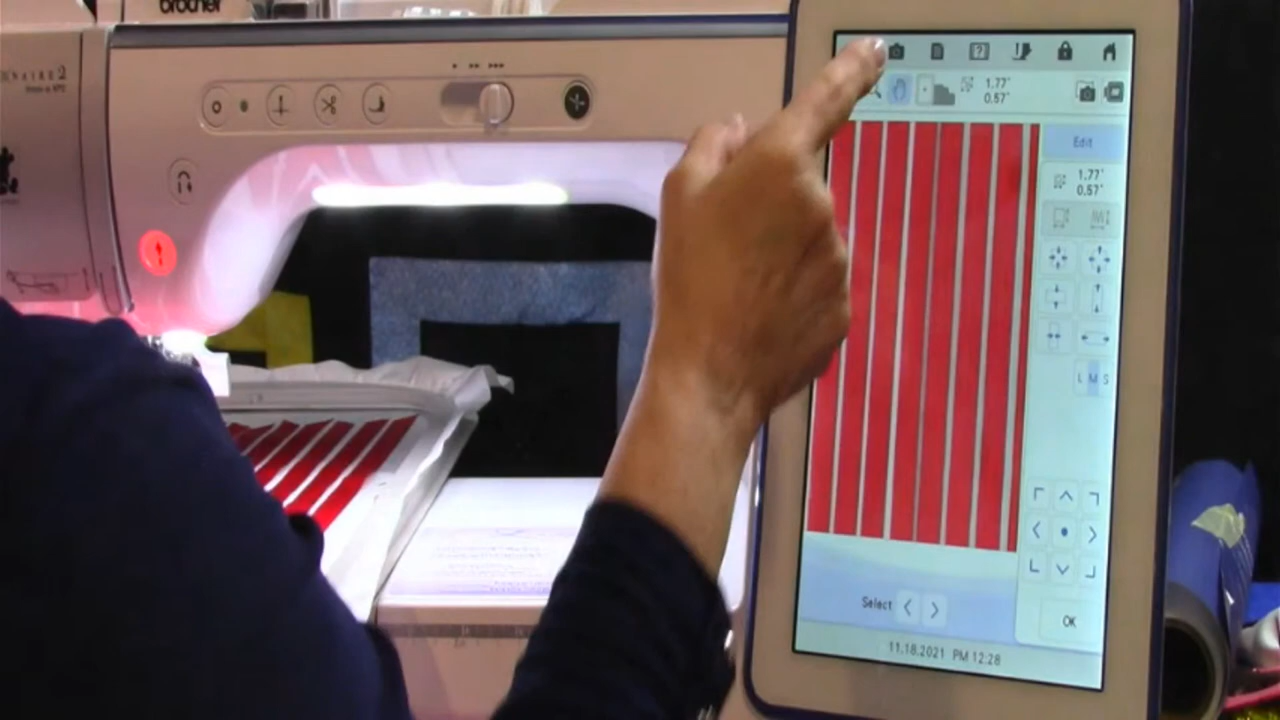 brother
1.77"
0.57"
Edit
1.77"
0.57"
L M S
Select
OK
11.18.2021 PM 12:28